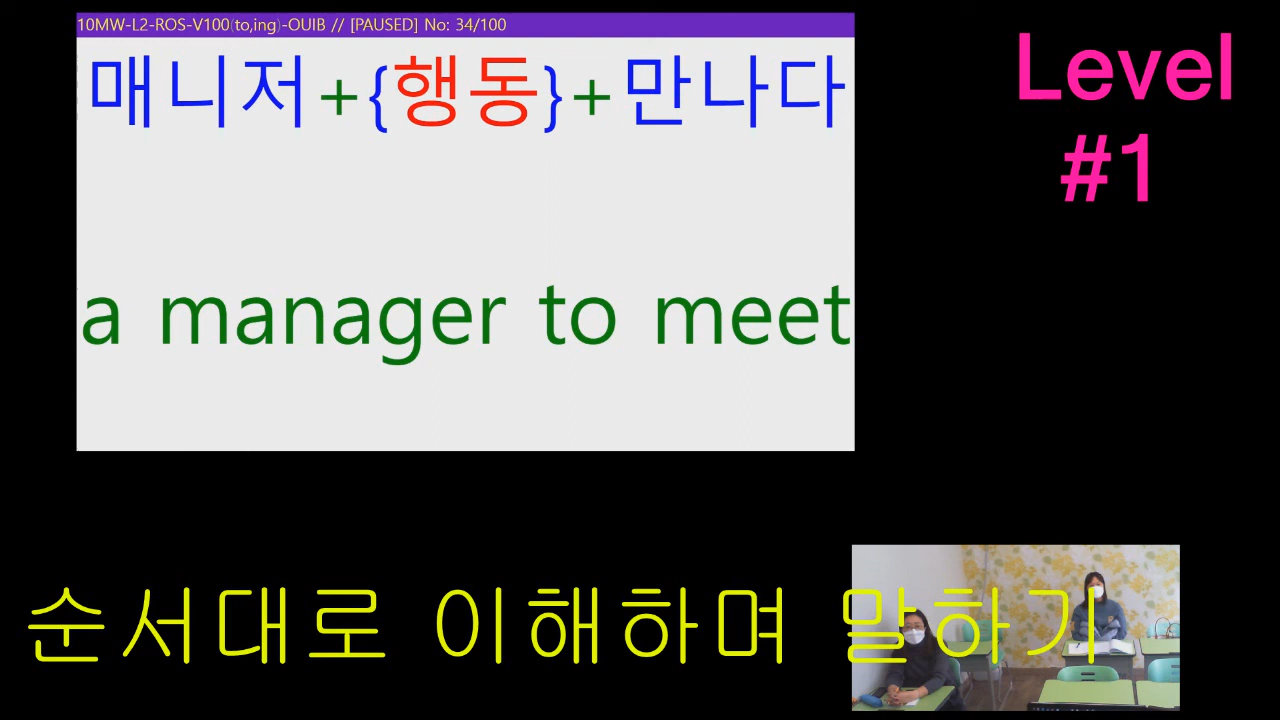 10MW-L2-ROS-V100(to,ing)-OUIB // [PAUSED] No: 34/100
매니저+{행동}+만나다
a manager to meet
Level
#1
순서대로 이해하며 말하기